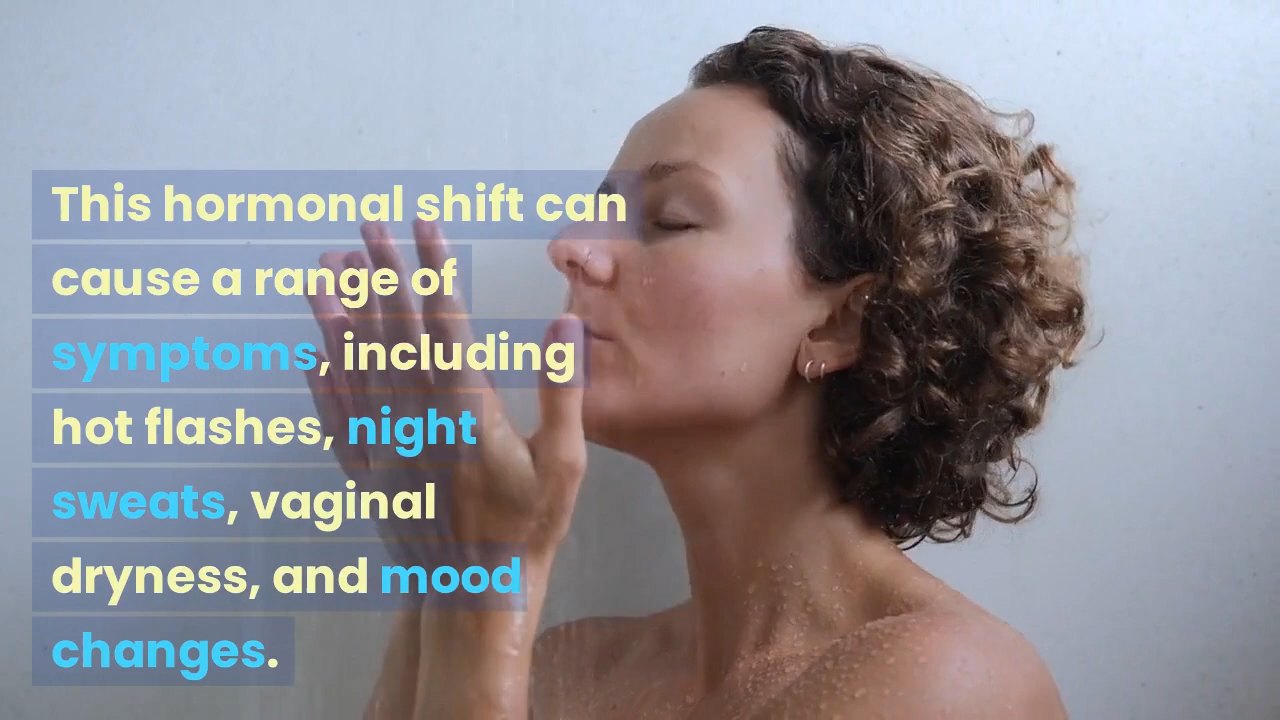 This hormonal shift can
cause a range of
symptoms, including
hot flashes, night
sweats, vaginal
dryness, and mood
changes.